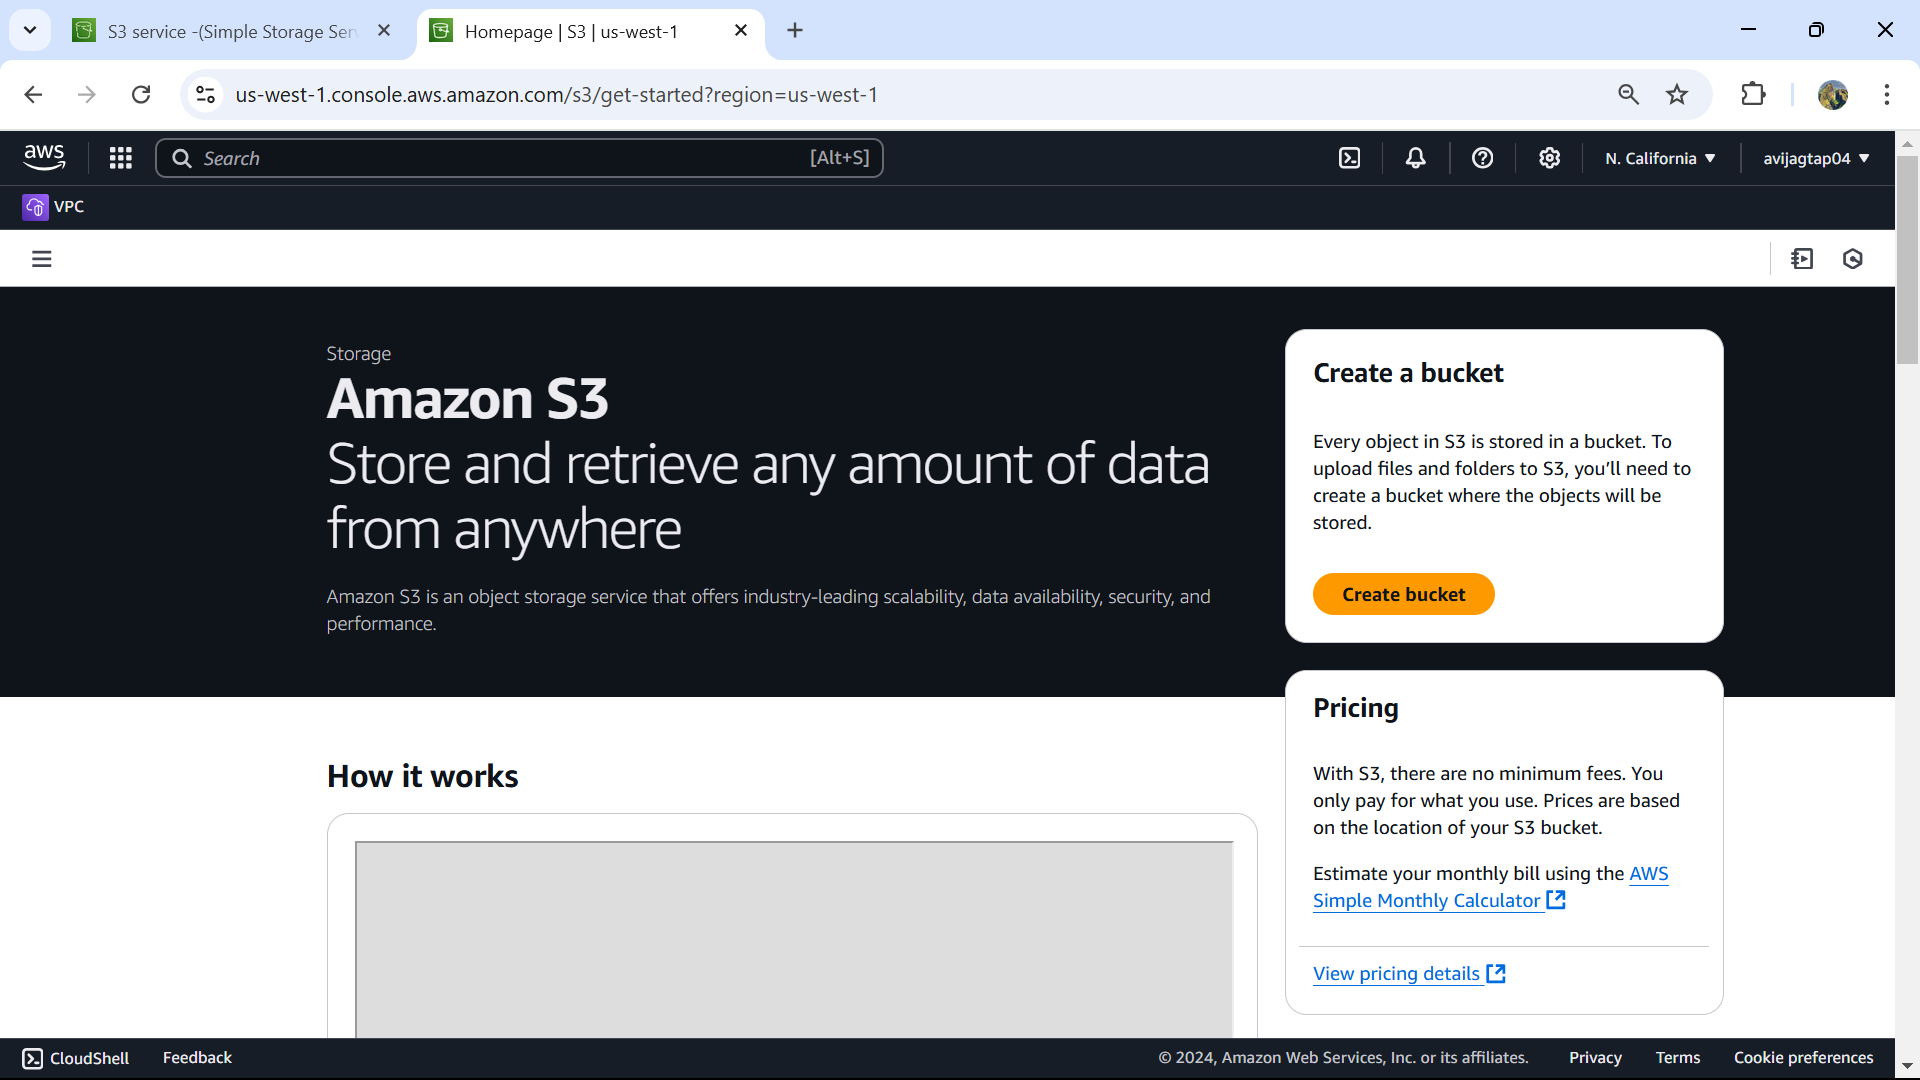 S3 service -(Simple Storage Ser
Homepage | S3 | us-west-1
us-west-1.console.aws.amazon.com/s3/get-started?region=us-west-1
aws
Search
[Alt+S]
N. California
avijagtap04
VPC
Storage
Amazon S3
Store and retrieve any amount of data
from anywhere
Amazon S3 is an object storage service that offers industry-leading scalability, data availability, security, and
performance.
Create a bucket
Every object in S3 is stored in a bucket. To
upload files and folders to S3, you’ll need to
create a bucket where the objects will be
stored.
Create bucket
Pricing
With S3, there are no minimum fees. You
only pay for what you use. Prices are based
on the location of your S3 bucket.
Estimate your monthly bill using the AWS
Simple Monthly Calculator
View pricing details
How it works
CloudShell
Feedback
© 2024, Amazon Web Services, Inc. or its affiliates.
Privacy
Terms
Cookie preferences